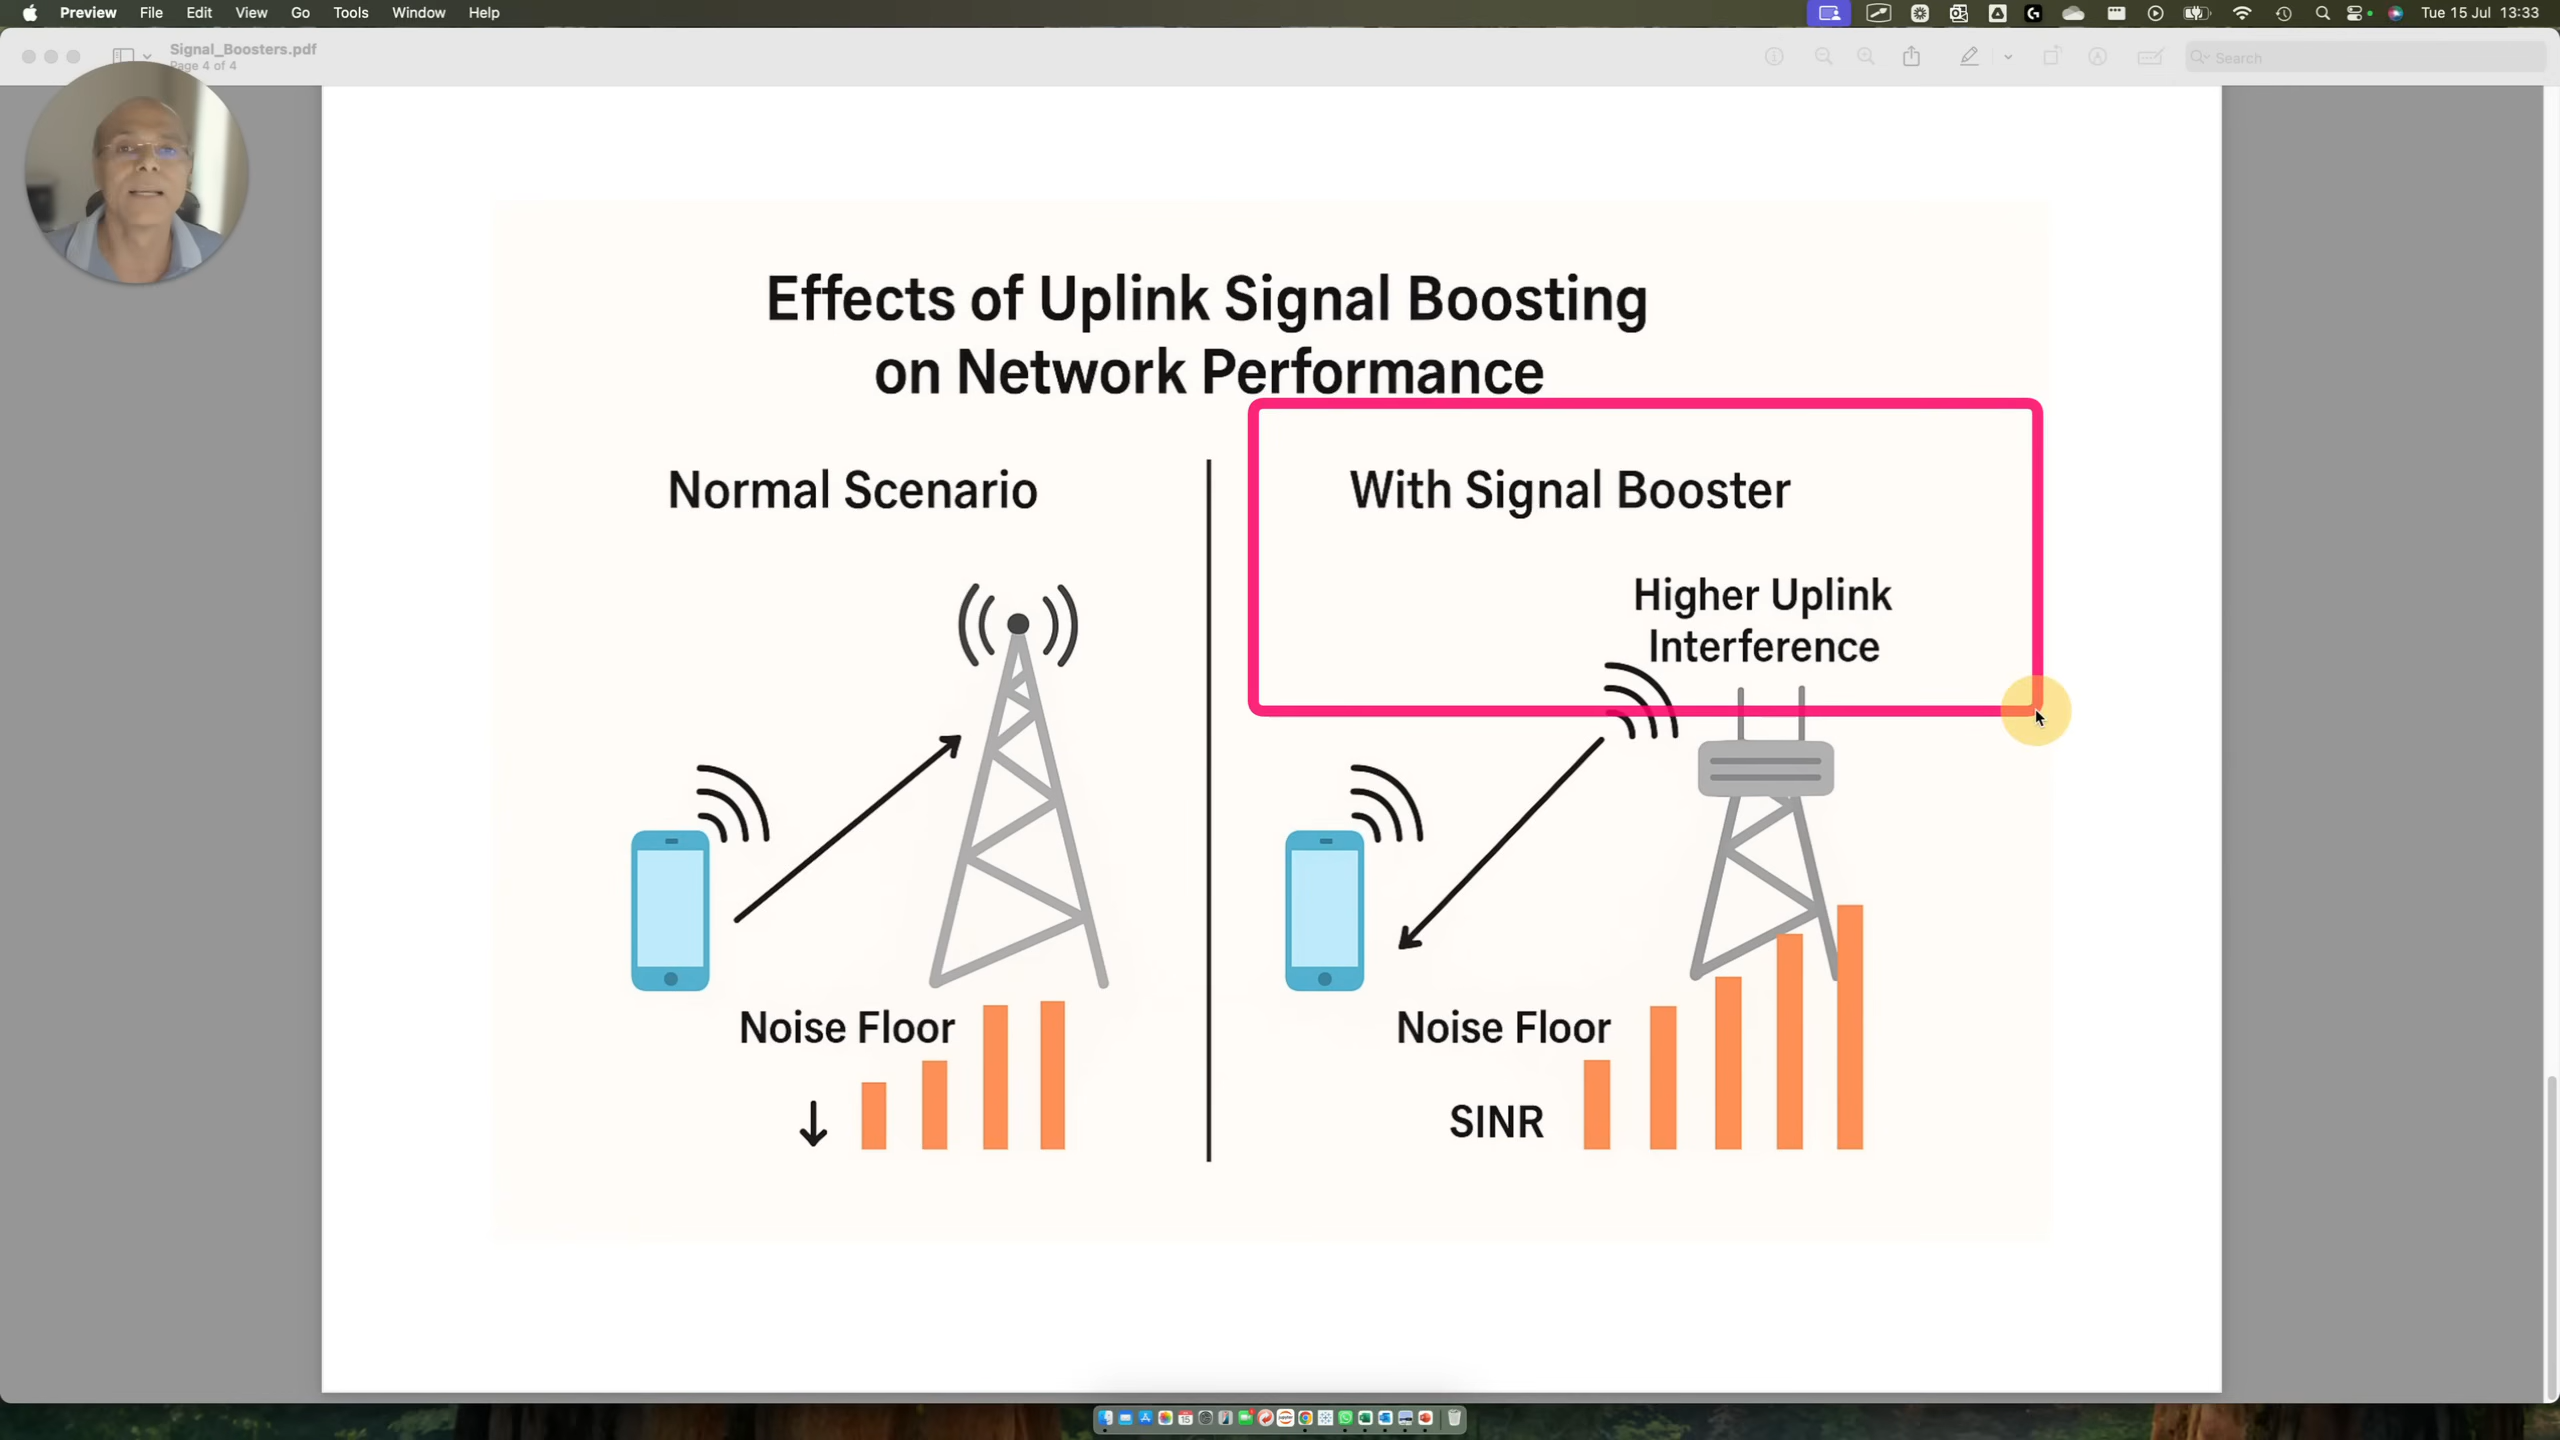 Preview File Edit View Go Tools Window Help
Tue 15 Jul 13:33
Signal_Boosters.pdf
Page 4 of 4
Search
Effects of Uplink Signal Boosting
on Network Performance
Normal Scenario
With Signal Booster
Higher Uplink
Interference
Noise Floor
Noise Floor
SINR